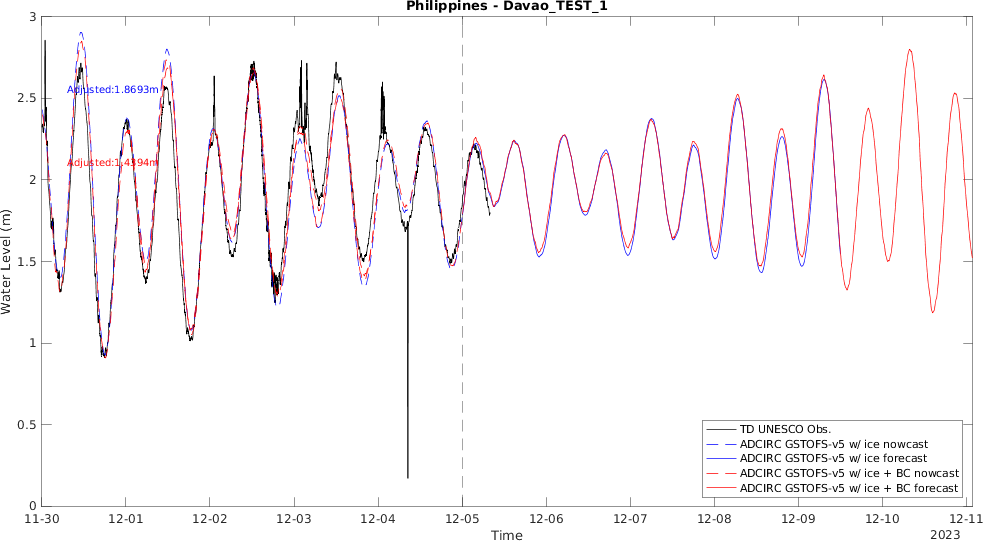 Philippines - Davao_TEST_1
3
2.5
2
1.5
1
0.5
0
Water Level (m)
Adjusted:1.8693m
Adjusted:1.4394m
TD UNESCO Obs.
ADCIRC GSTOFS-v5 w/ ice nowcast
ADCIRC GSTOFS-v5 w/ ice forecast
ADCIRC GSTOFS-v5 w/ ice + BC nowcast
ADCIRC GSTOFS-v5 w/ ice + BC forecast
11-30 12-01 12-02 12-03 12-04 12-05 12-06 12-07 12-08 12-09 12-10 12-11
Time
2023